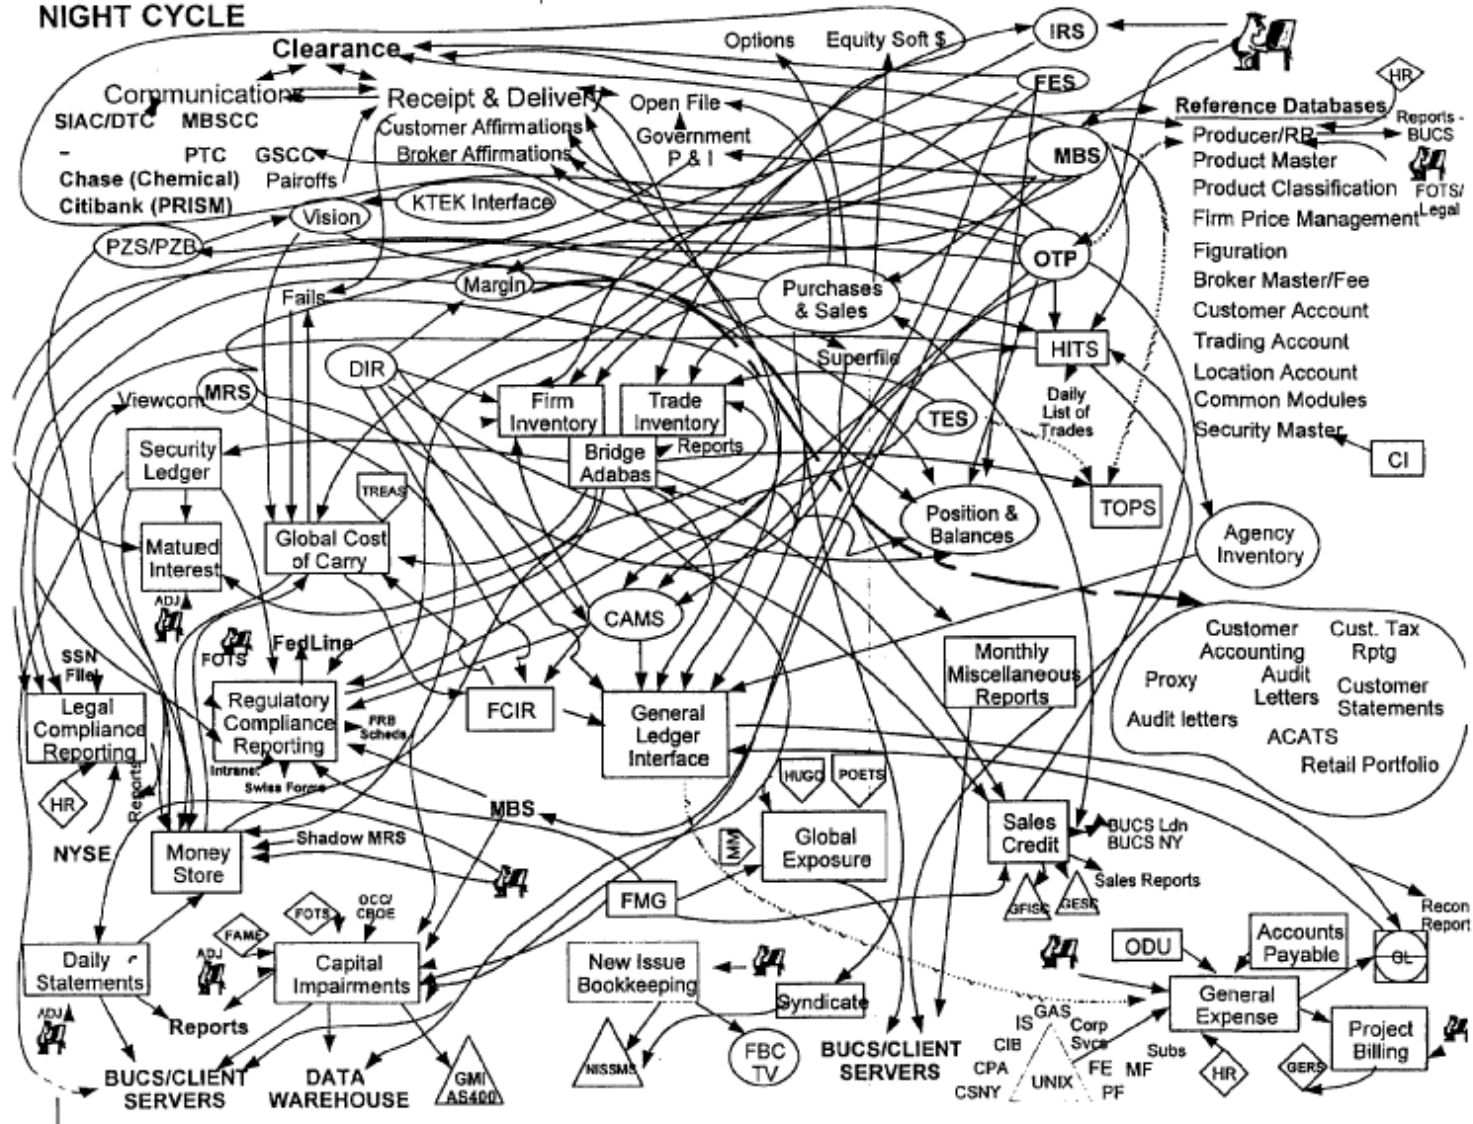 NIGHT CYCLE
Clearance
Options
Equity Soft $
IRS
FES
HR
Communications
Receipt & Delivery
Open File
Reference Databases
Reports -
BUCS
SIAC/DTC
MBSCC
Customer Affirmations
Government
P & I
Producer/RR
Broker Affirmations
MBS
–
PTC
GSCC
Product Master
Chase (Chemical)
Pairoffs
Product Classification
FOTS/
Legal
Citibank (PRISM)
Vision
KTEK Interface
Firm Price Management
PZS/PZB
OTP
Figuration
Margin
Purchases
& Sales
Broker Master/Fee
Fails
Customer Account
Superfile
HITS
Trading Account
DIR
Location Account
Viewcom
MRS
Firm
Inventory
Trade
Inventory
Daily
List of
Trades
Common Modules
TES
Security Master
Security
Ledger
Bridge
Adabas
Reports
CI
TREAS
TOPS
Position &
Balances
Agency
Inventory
Global Cost
of Carry
Matured
Interest
ADJ
CAMS
FOTS
FedLine
SSN
File
Monthly
Miscellaneous
Reports
Customer
Accounting
Cust. Tax
Rptg
Proxy
Audit
Letters
Customer
Statements
Audit letters
ACATS
Retail Portfolio
Legal
Compliance
Reporting
Regulatory
Compliance
Reporting
FRB
Scheds
FCIR
General
Ledger
Interface
Intranet
Swiss Forms
Reports
HR
HUGO
POETS
MBS
NYSE
Money
Store
Shadow MRS
MM
Global
Exposure
Sales
Credit
BUCS Ldn
BUCS NY
Sales Reports
FMG
GFISC
GESC
Recon
Report
FAME
FOTS
OCC/
CBOE
ADJ
Daily
Statements
Capital
Impairments
New Issue
Bookkeeping
ODU
Accounts
Payable
GL
Syndicate
General
Expense
Reports
ADJ
Project
Billing
GAS
IS
Corp
Svcs
CIB
Subs
CPA
FE
MF
CSNY
UNIX
PF
HR
GERS
BUCS/CLIENT
SERVERS
DATA
WAREHOUSE
GMI
AS400
NISSMS
FBC
TV
BUCS/CLIENT
SERVERS